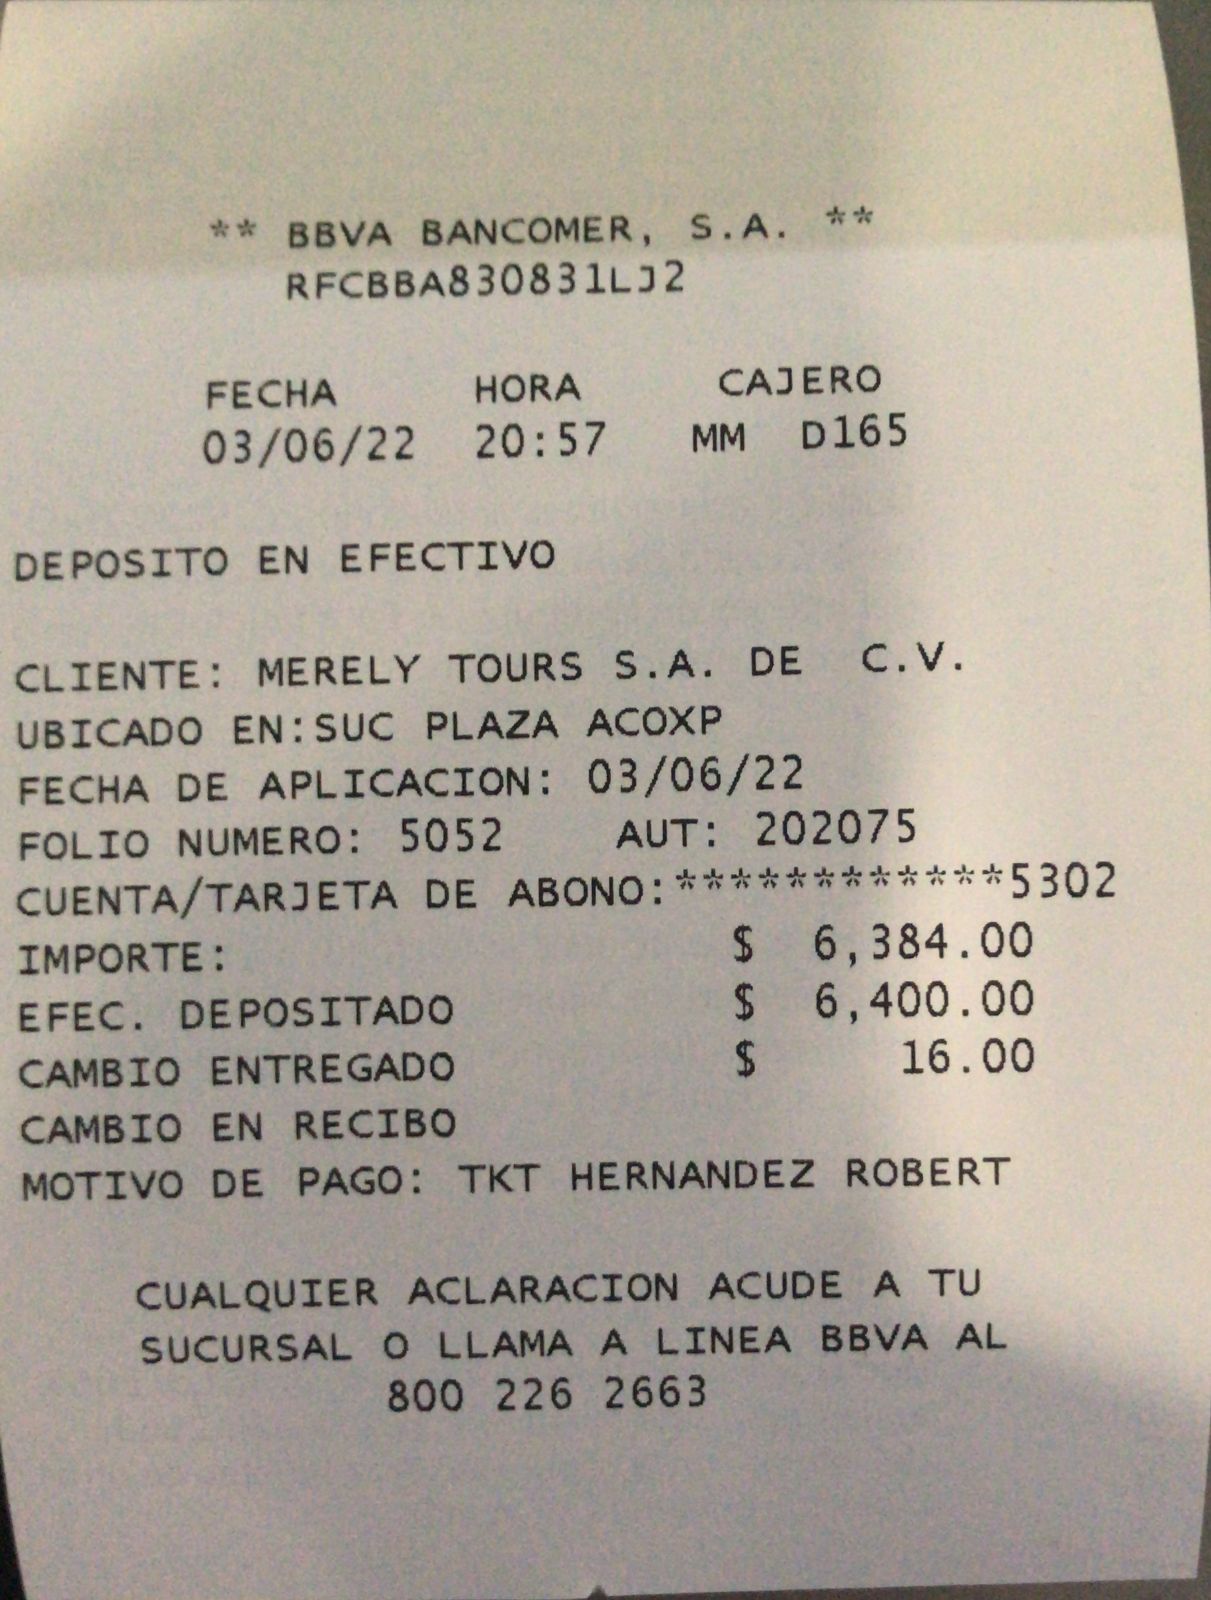 ** BBVA BANCOMER, S.A. **
RFCBBA830831LJ2
FECHA HORA CAJERO
03/06/22 20:57 MM D165
DEPOSITO EN EFECTIVO
CLIENTE: MERELY TOURS S.A. DE C.V.
UBICADO EN:SUC PLAZA ACOXP
FECHA DE APLICACION: 03/06/22
FOLIO NUMERO: 5052 AUT: 202075
CUENTA/TARJETA DE ABONO:************5302
IMPORTE: $ 6,384.00
EFEC. DEPOSITADO $ 6,400.00
CAMBIO ENTREGADO $ 16.00
CAMBIO EN RECIBO
MOTIVO DE PAGO: TKT HERNANDEZ ROBERT
CUALQUIER ACLARACION ACUDE A TU
SUCURSAL O LLAMA A LINEA BBVA AL
800 226 2663